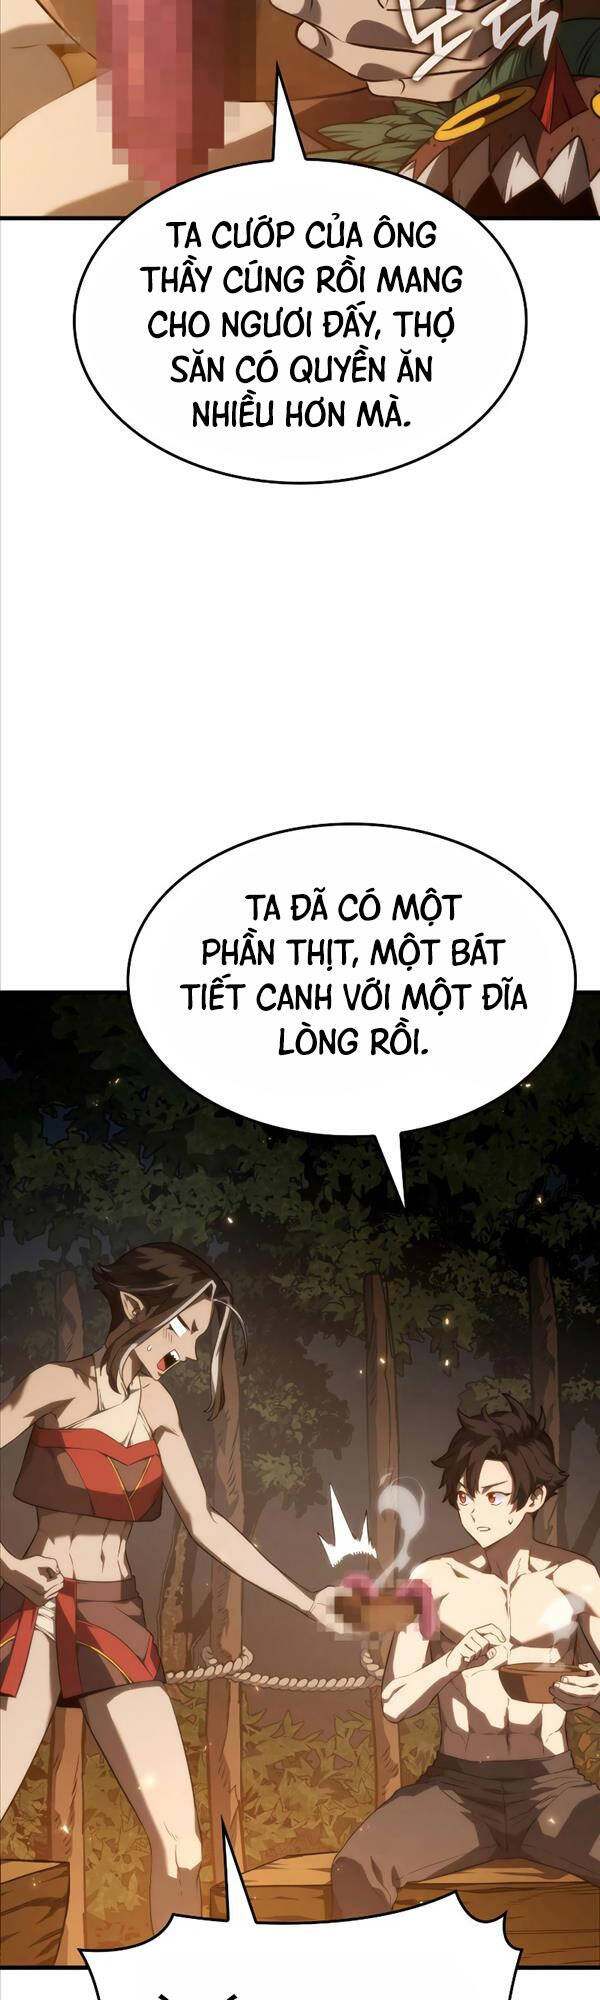 TA CƯỚP CỦA ÔNG
THẦY CÚNG RỒI MANG
CHO NGƯƠI ĐẤY, THỢ
SĂN CÓ QUYỀN ĂN
NHIỀU HƠN MÀ.
TA ĐÃ CÓ MỘT
PHẦN THỊT, MỘT BÁT
TIẾT CANH VỚI MỘT ĐĨA
LÒNG RỒI.